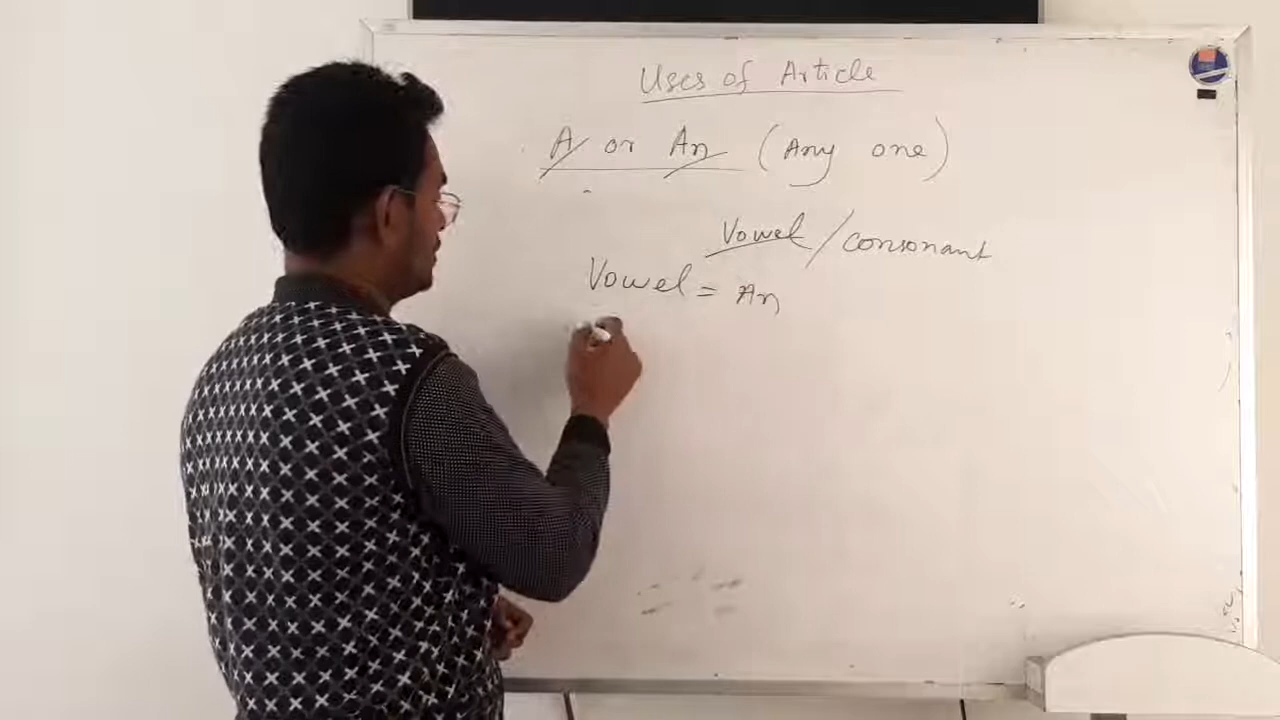 Uses of Article
A or An (Any one)
Vowel / consonant
Vowel = An